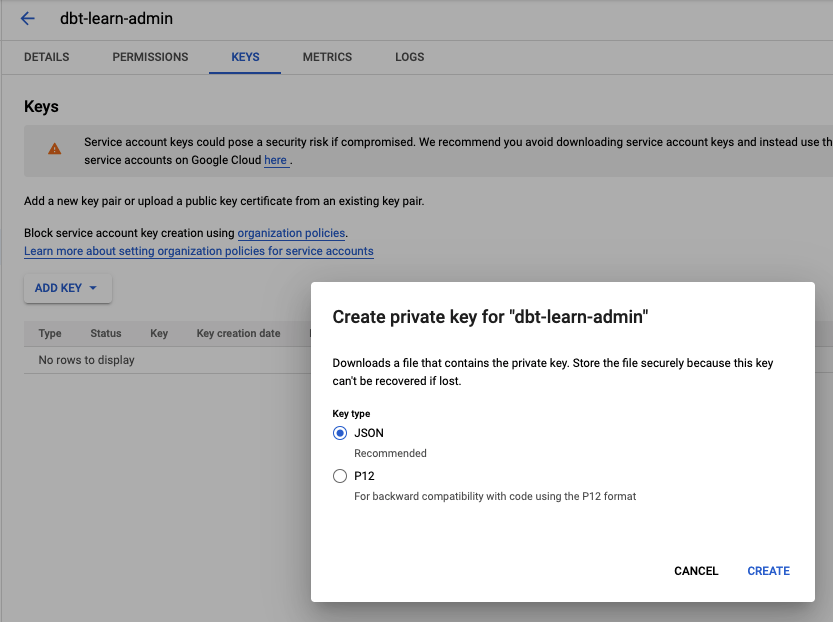 dbt-learn-admin
DETAILS PERMISSIONS KEYS METRICS LOGS
Keys
Service account keys could pose a security risk if compromised. We recommend you avoid downloading service account keys and instead use th
service accounts on Google Cloud here .
Add a new key pair or upload a public key certificate from an existing key pair.
Block service account key creation using organization policies.
Learn more about setting organization policies for service accounts
ADD KEY
Type Status Key Key creation date
No rows to display
Create private key for "dbt-learn-admin"
Downloads a file that contains the private key. Store the file securely because this key
can't be recovered if lost.
Key type
JSON
Recommended
P12
For backward compatibility with code using the P12 format
CANCEL CREATE